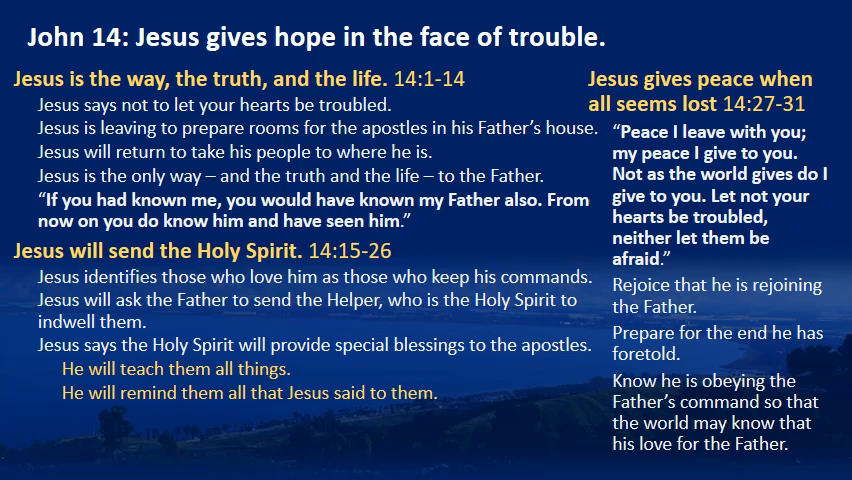 John 14: Jesus gives hope in the face of trouble.
Jesus is the way, the truth, and the life. 14:1-14
Jesus says not to let your hearts be troubled.
Jesus is leaving to prepare rooms for the apostles in his Father’s house.
Jesus will return to take his people to where he is.
Jesus is the only way – and the truth and the life – to the Father.
“If you had known me, you would have known my Father also. From
now on you do know him and have seen him.”
Jesus will send the Holy Spirit. 14:15-26
Jesus identifies those who love him as those who keep his commands.
Jesus will ask the Father to send the Helper, who is the Holy Spirit to
indwell them.
Jesus says the Holy Spirit will provide special blessings to the apostles.
He will teach them all things.
He will remind them all that Jesus said to them.
Jesus gives peace when
all seems lost 14:27-31
“Peace I leave with you;
my peace I give to you.
Not as the world gives do I
give to you. Let not your
hearts be troubled,
neither let them be
afraid.”
Rejoice that he is rejoining
the Father.
Prepare for the end he has
foretold.
Know he is obeying the
Father’s command so that
the world may know that
his love for the Father.